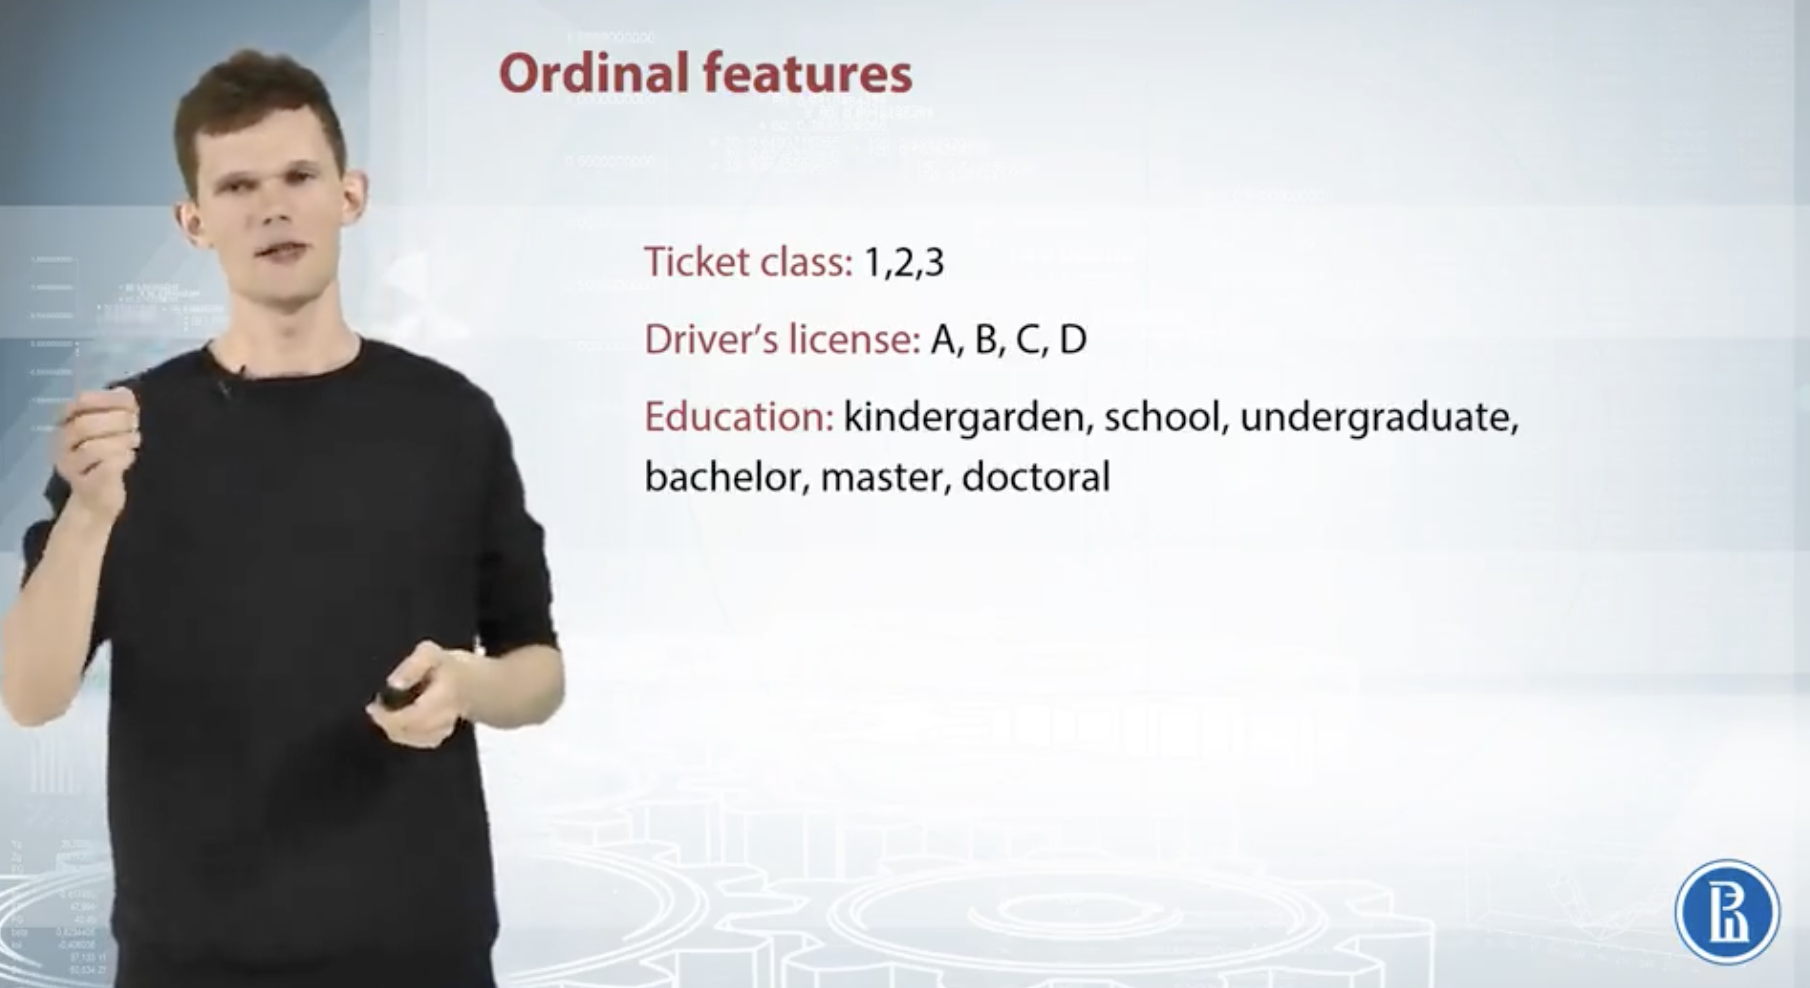 Ordinal features
Ticket class: 1,2,3
Driver’s license: A, B, C, D
Education: kindergarden, school, undergraduate,
bachelor, master, doctoral